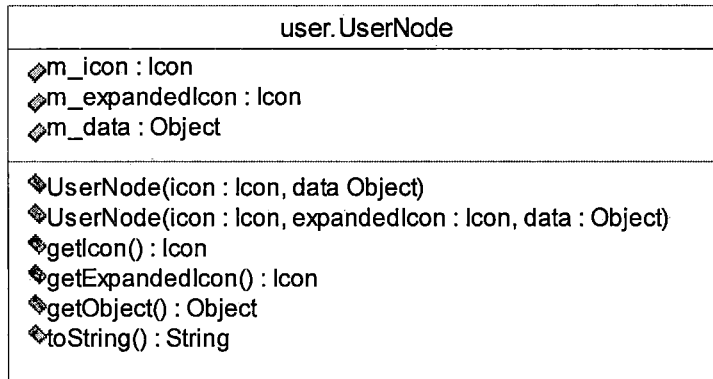 user.UserNode
m_icon : Icon
m_expandedIcon : Icon
m_data : Object
UserNode(icon : Icon, data Object)
UserNode(icon : Icon, expandedIcon : Icon, data : Object)
getIcon() : Icon
getExpandedIcon() : Icon
getObject() : Object
toString() : String